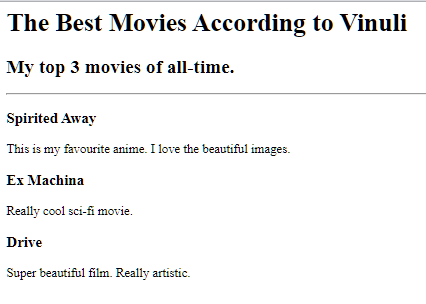 The Best Movies According to Vinuli
My top 3 movies of all-time.
Spirited Away
This is my favourite anime. I love the beautiful images.
Ex Machina
Really cool sci-fi movie.
Drive
Super beautiful film. Really artistic.